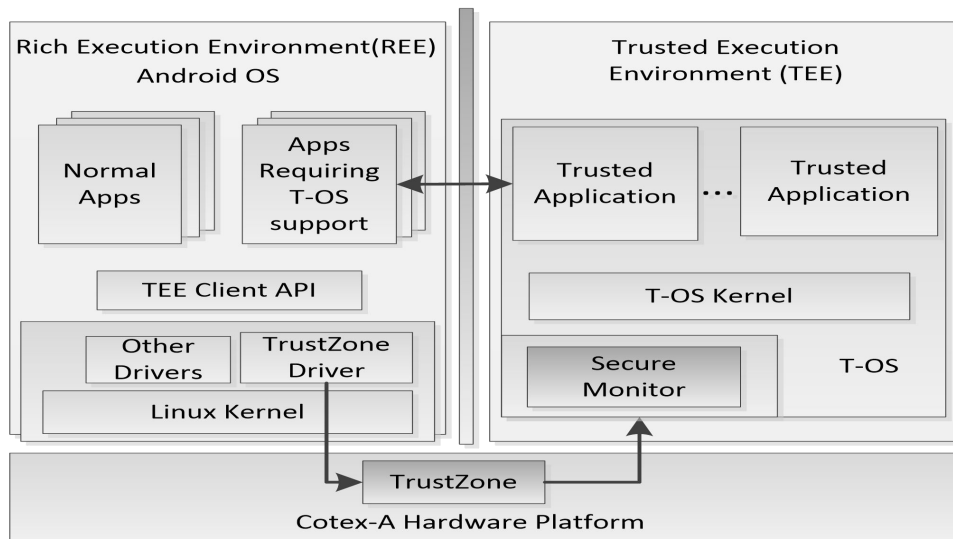 Rich Execution Environment(REE)
Android OS
Normal
Apps
Apps
Requiring
T-OS
support
TEE Client API
Other
Drivers
TrustZone
Driver
Linux Kernel
Trusted Execution
Environment (TEE)
Trusted
Application
...
Trusted
Application
T-OS Kernel
Secure
Monitor
T-OS
TrustZone
Cotex-A Hardware Platform